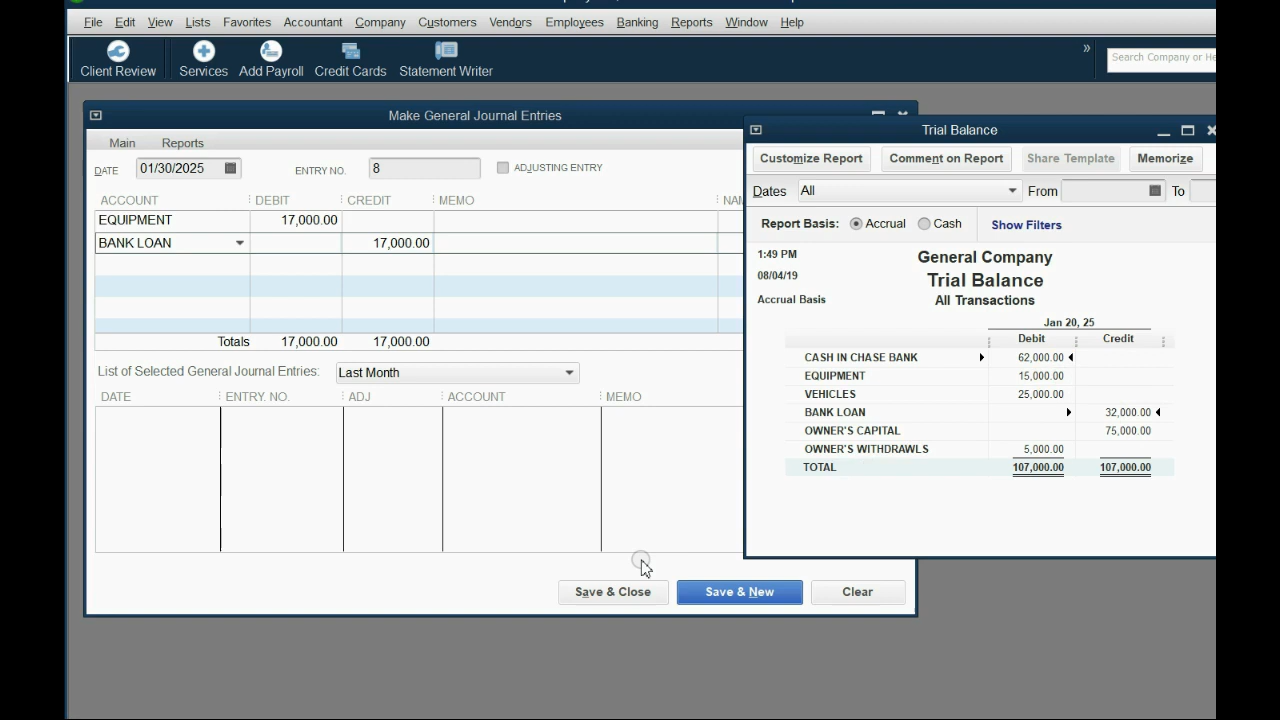 File Edit View Lists Favorites Accountant Company Customers Vendors Employees Banking Reports Window Help
Client Review Services Add Payroll Credit Cards Statement Writer » Search Company or He
Make General Journal Entries
Main Reports
DATE 01/30/2025 ENTRY NO. 8 ADJUSTING ENTRY
ACCOUNT DEBIT CREDIT MEMO NAM
EQUIPMENT 17,000.00
BANK LOAN 17,000.00
Totals 17,000.00 17,000.00
List of Selected General Journal Entries: Last Month
DATE ENTRY. NO. ADJ ACCOUNT MEMO
Save & Close Save & New Clear
Trial Balance
Customize Report Comment on Report Share Template Memorize
Dates All From To
Report Basis: Accrual Cash Show Filters
1:49 PM General Company
08/04/19 Trial Balance
Accrual Basis All Transactions
Jan 20, 25
Debit Credit
CASH IN CHASE BANK 62,000.00
EQUIPMENT 15,000.00
VEHICLES 25,000.00
BANK LOAN 32,000.00
OWNER'S CAPITAL 75,000.00
OWNER'S WITHDRAWLS 5,000.00
TOTAL 107,000.00 107,000.00